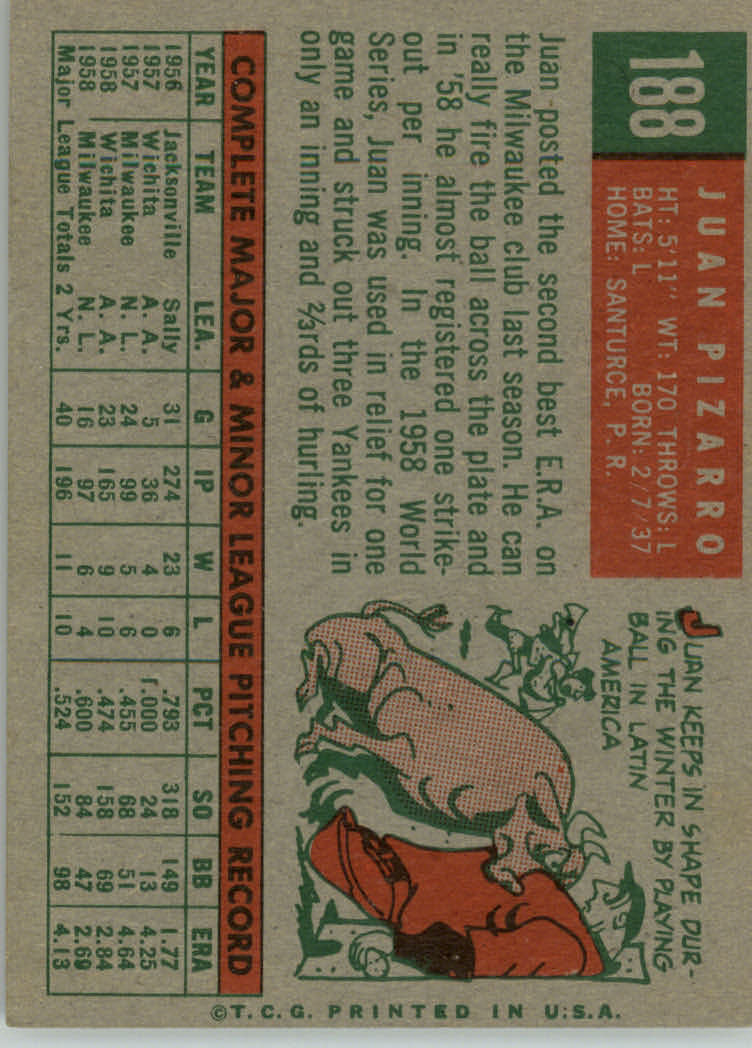 188
JUAN PIZARRO
HT: 5'11" WT: 170 THROWS: L
BATS: L BORN: 2/7/37
HOME: SANTURCE, P. R.
Juan posted the second best E.R.A. on
the Milwaukee club last season. He can
really fire the ball across the plate and
in '58 he almost registered one strike-
out per inning. In the 1958 World
Series, Juan was used in relief for one
game and struck out three Yankees in
only an inning and ⅔rds of hurling.
JUAN KEEPS IN SHAPE DUR-
ING THE WINTER BY PLAYING
BALL IN LATIN
AMERICA
COMPLETE MAJOR & MINOR LEAGUE PITCHING RECORD
YEAR TEAM LEA. G IP W L PCT SO BB ERA
1956 Jacksonville Sally 31 274 23 6 .793 318 149 1.77
1957 Wichita A. A. 5 36 4 0 1.000 24 13 4.25
1957 Milwaukee N. L. 24 99 5 6 .455 68 51 4.64
1958 Wichita A. A. 23 165 9 10 .474 158 69 2.84
1958 Milwaukee N. L. 16 97 6 4 .600 84 47 2.69
Major League Totals 2 Yrs. 40 196 11 10 .524 152 98 4.13
©T.C.G. PRINTED IN U.S.A.